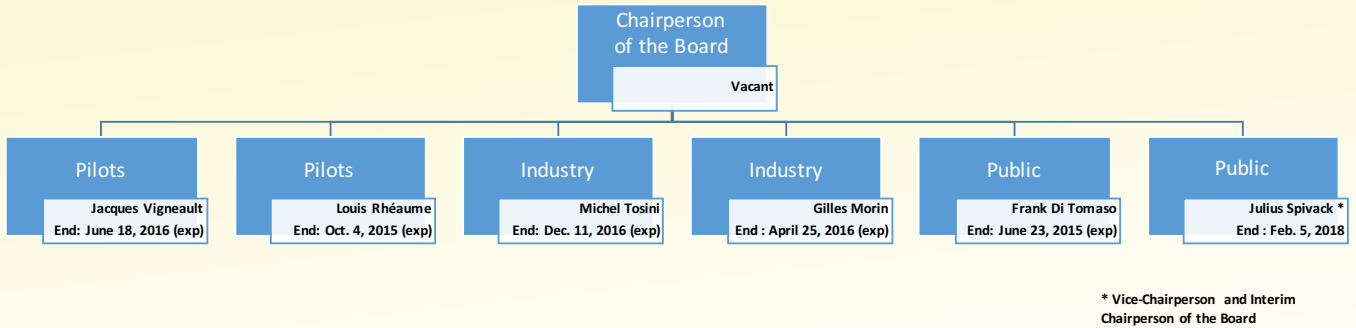 Chairperson
of the Board
Vacant
Pilots
Jacques Vigneault
End: June 18, 2016 (exp)
Pilots
Louis Rhéaume
End: Oct. 4, 2015 (exp)
Industry
Michel Tosini
End: Dec. 11, 2016 (exp)
Industry
Gilles Morin
End : April 25, 2016 (exp)
Public
Frank Di Tomaso
End: June 23, 2015 (exp)
Public
Julius Spivack *
End : Feb. 5, 2018
* Vice-Chairperson and Interim
Chairperson of the Board